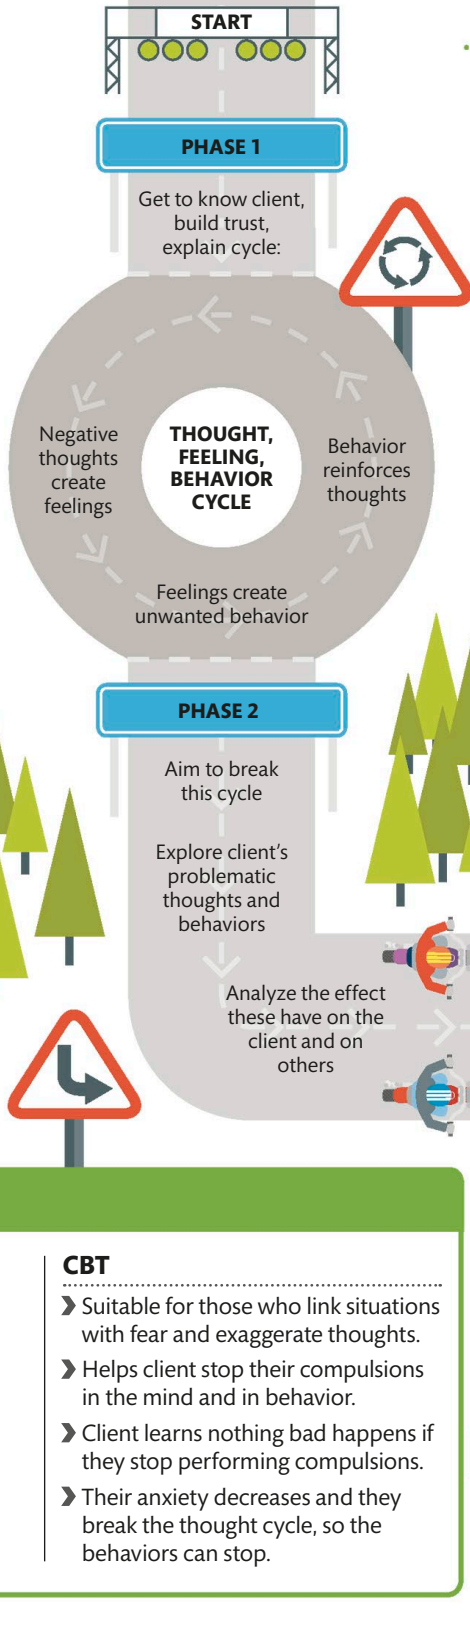 START
PHASE 1
Get to know client,
build trust,
explain cycle:
Negative
thoughts
create
feelings
THOUGHT,
FEELING,
BEHAVIOR
CYCLE
Behavior
reinforces
thoughts
Feelings create
unwanted behavior
PHASE 2
Aim to break
this cycle
Explore client’s
problematic
thoughts and
behaviors
Analyze the effect
these have on the
client and on
others
CBT
Suitable for those who link situations
with fear and exaggerate thoughts.
Helps client stop their compulsions
in the mind and in behavior.
Client learns nothing bad happens if
they stop performing compulsions.
Their anxiety decreases and they
break the thought cycle, so the
behaviors can stop.